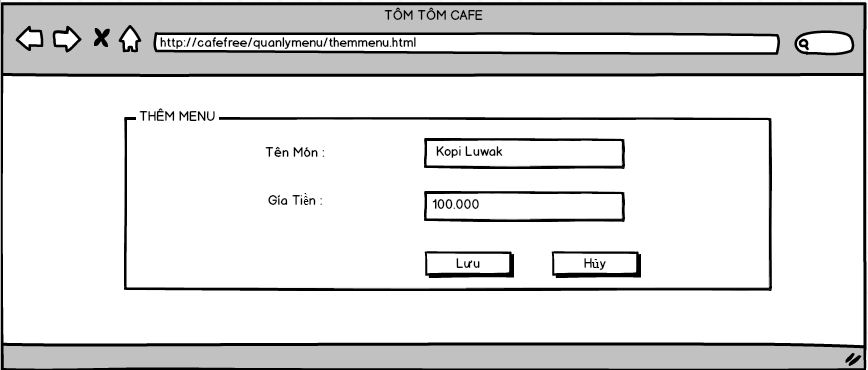 TÔM TÔM CAFE
http://cafefree/quanlymenu/themmenu.html
THÊM MENU
Tên Món :
Kopi Luwak
Gía Tiền :
100.000
Lưu
Hủy